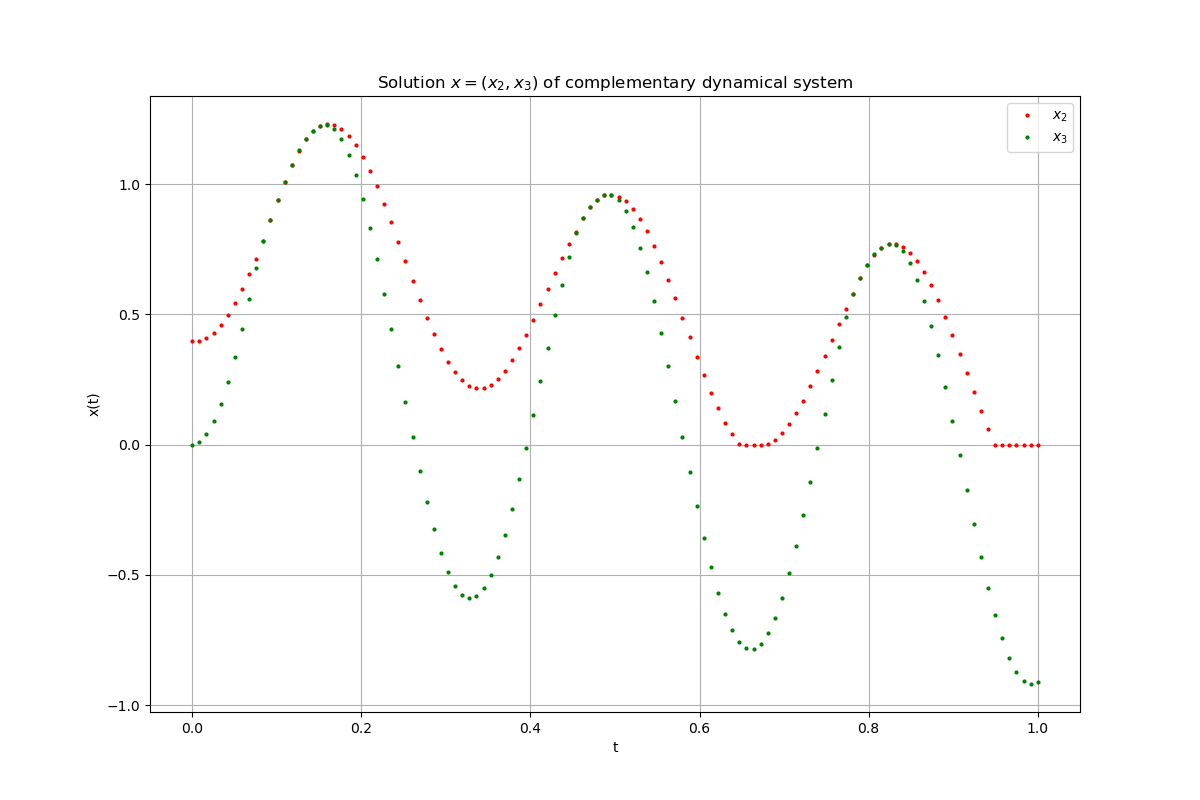 Solution x = (x₂, x₃) of complementary dynamical system
x₂
x₃
x(t)
1.0
0.5
0.0
−0.5
−1.0
0.0 0.2 0.4 0.6 0.8 1.0
t